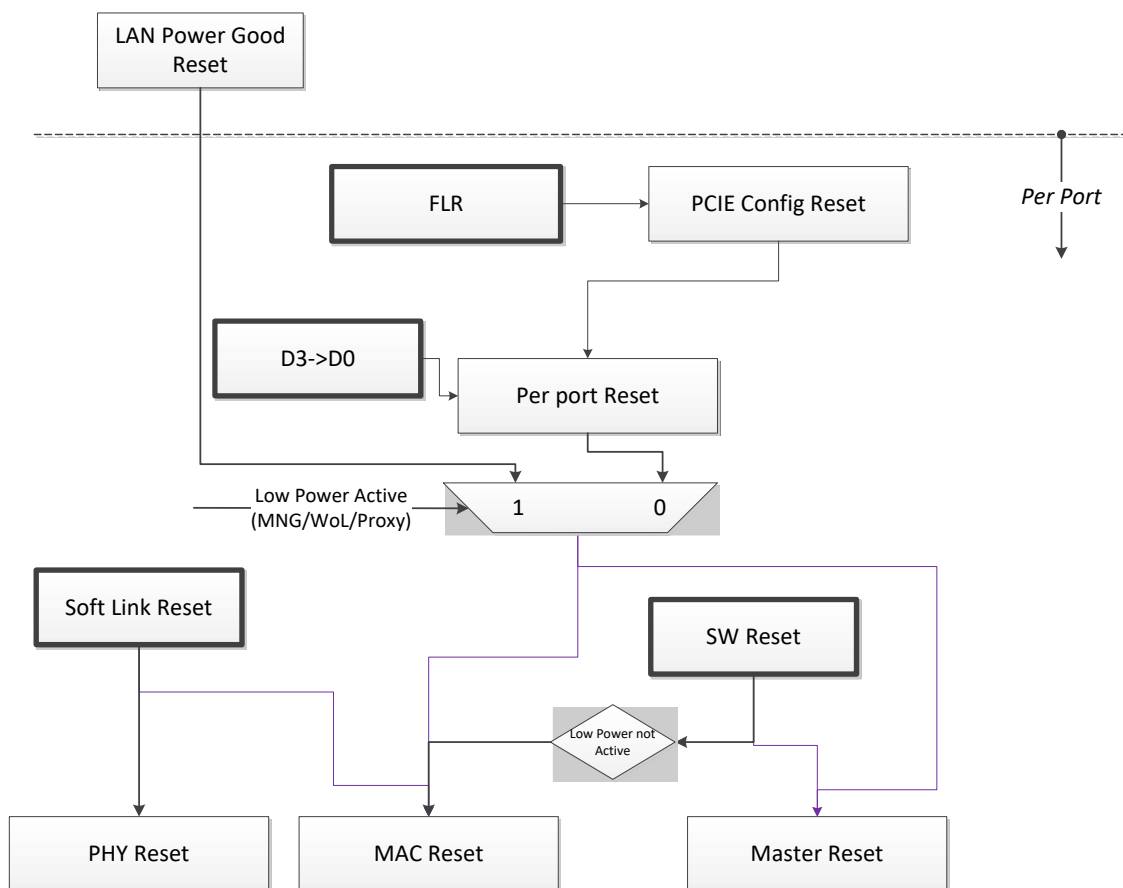 LAN Power Good
Reset
FLR
PCIE Config Reset
Per Port
D3->D0
Per port Reset
Low Power Active
(MNG/WoL/Proxy)
1
0
Soft Link Reset
SW Reset
Low Power not
Active
PHY Reset
MAC Reset
Master Reset